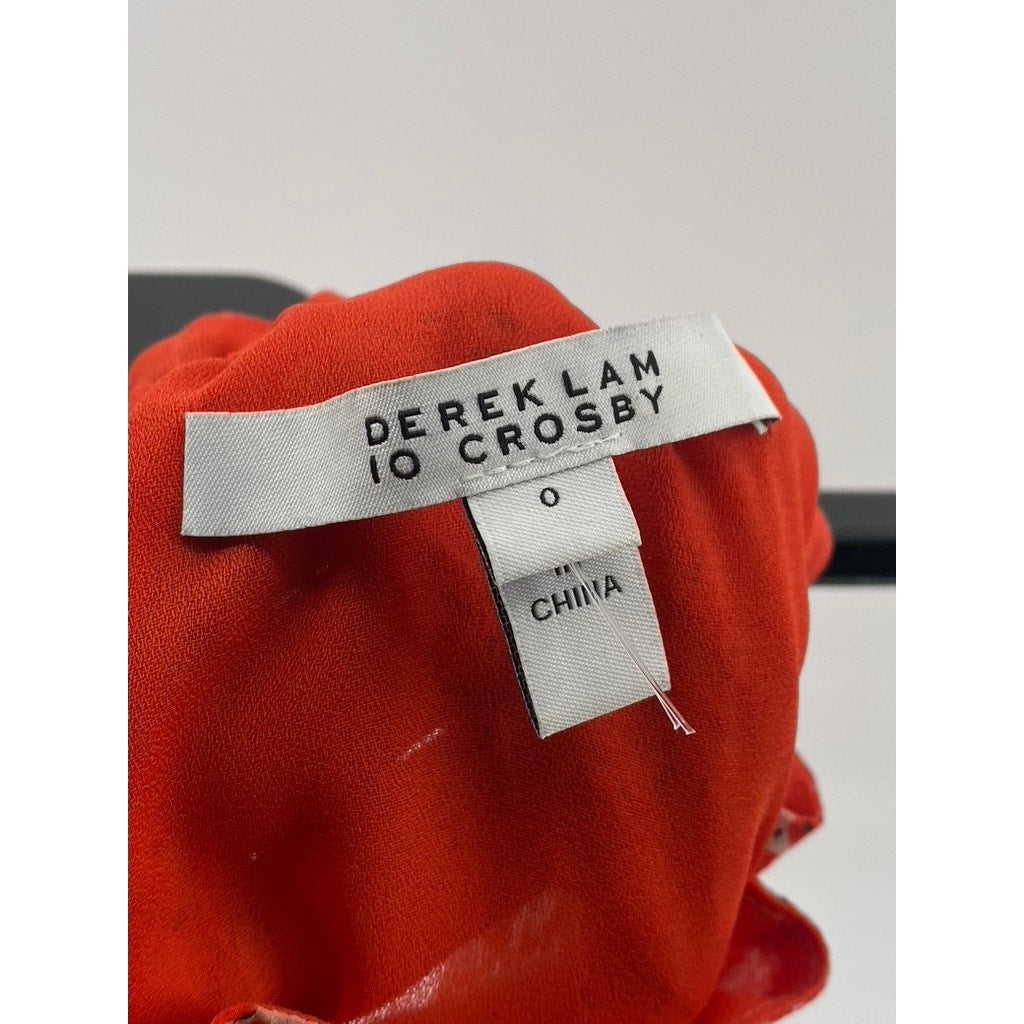 DEREK LAM
10 CROSBY
0
CHINA